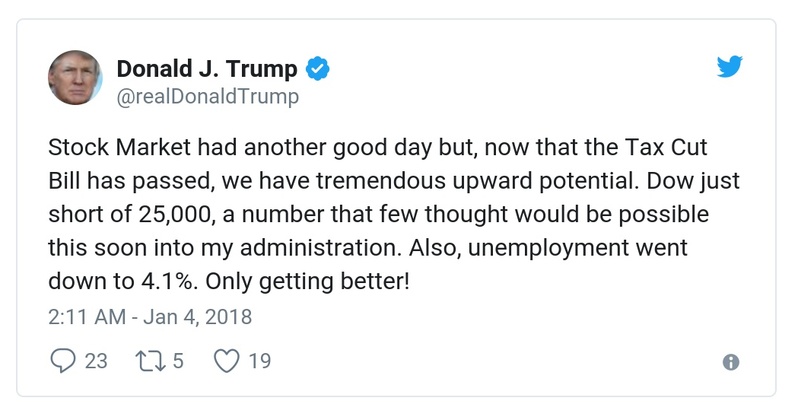 Donald J. Trump
@realDonaldTrump
Stock Market had another good day but, now that the Tax Cut
Bill has passed, we have tremendous upward potential. Dow just
short of 25,000, a number that few thought would be possible
this soon into my administration. Also, unemployment went
down to 4.1%. Only getting better!
2:11 AM - Jan 4, 2018
23 5 19